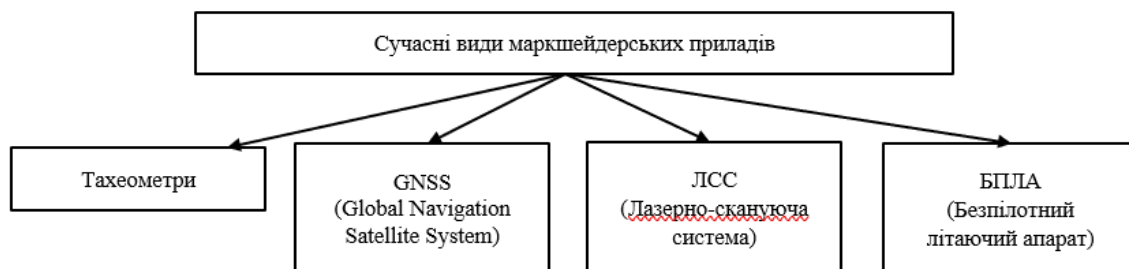 Сучасні види маркшейдерських приладів
Тахеометри
GNSS
(Global Navigation
Satellite System)
ЛСС
(Лазерно-скануюча
система)
БПЛА
(Безпілотний
літаючий апарат)